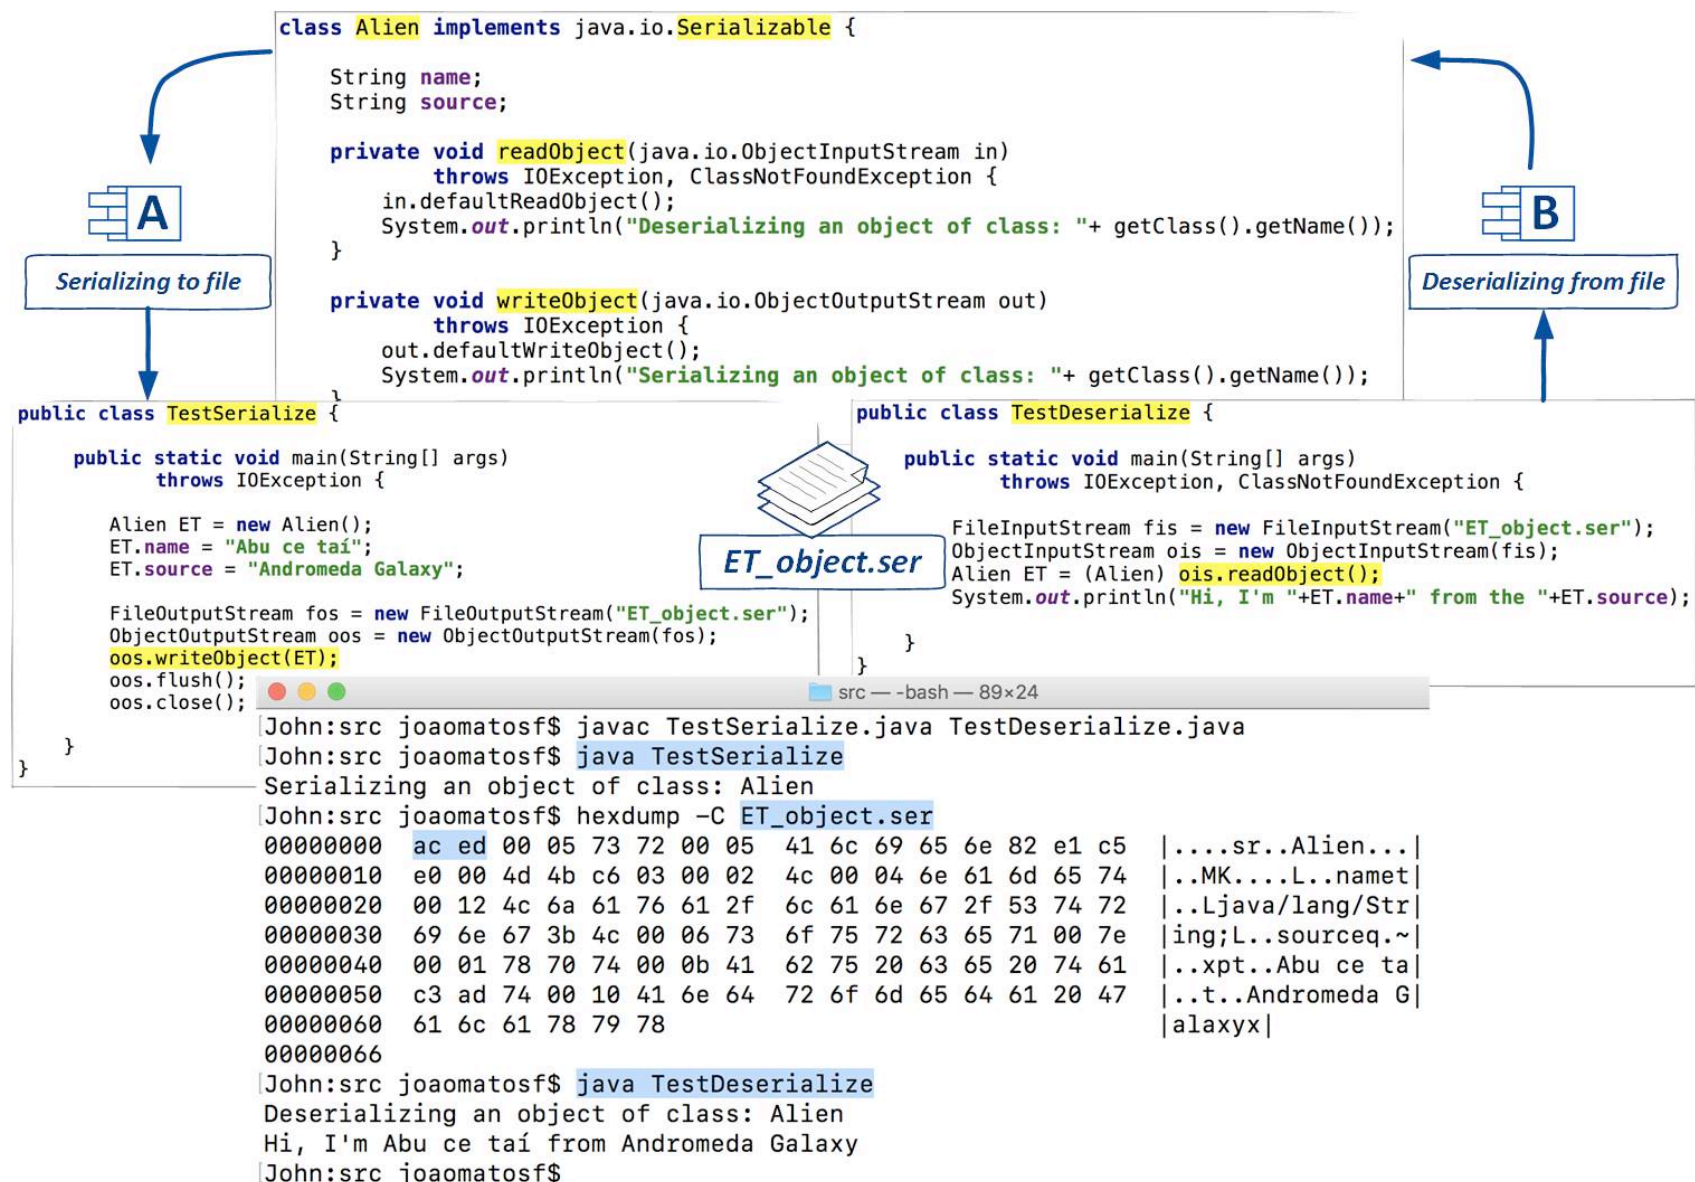 class Alien implements java.io.Serializable {
String name;
String source;
private void readObject(java.io.ObjectInputStream in)
throws IOException, ClassNotFoundException {
in.defaultReadObject();
System.out.println("Deserializing an object of class: "+ getClass().getName());
}
private void writeObject(java.io.ObjectOutputStream out)
throws IOException {
out.defaultWriteObject();
System.out.println("Serializing an object of class: "+ getClass().getName());
}
A
Serializing to file
B
Deserializing from file
public class TestSerialize {
public static void main(String[] args)
throws IOException {
Alien ET = new Alien();
ET.name = "Abu ce taí";
ET.source = "Andromeda Galaxy";
FileOutputStream fos = new FileOutputStream("ET_object.ser");
ObjectOutputStream oos = new ObjectOutputStream(fos);
oos.writeObject(ET);
oos.flush();
oos.close();
}
}
ET_object.ser
public class TestDeserialize {
public static void main(String[] args)
throws IOException, ClassNotFoundException {
FileInputStream fis = new FileInputStream("ET_object.ser");
ObjectInputStream ois = new ObjectInputStream(fis);
Alien ET = (Alien) ois.readObject();
System.out.println("Hi, I'm "+ET.name+" from the "+ET.source);
}
}
src — -bash — 89×24
[John:src joaomatosf$ javac TestSerialize.java TestDeserialize.java
[John:src joaomatosf$ java TestSerialize
Serializing an object of class: Alien
[John:src joaomatosf$ hexdump -C ET_object.ser
00000000  ac ed 00 05 73 72 00 05  41 6c 69 65 6e 82 e1 c5  |....sr..Alien...|
00000010  e0 00 4d 4b c6 03 00 02  4c 00 04 6e 61 6d 65 74  |..MK....L..namet|
00000020  00 12 4c 6a 61 76 61 2f  6c 61 6e 67 2f 53 74 72  |..Ljava/lang/Str|
00000030  69 6e 67 3b 4c 00 06 73  6f 75 72 63 65 71 00 7e  |ing;L..sourceq.~|
00000040  00 01 78 70 74 00 0b 41  62 75 20 63 65 20 74 61  |..xpt..Abu ce ta|
00000050  c3 ad 74 00 10 41 6e 64  72 6f 6d 65 64 61 20 47  |..t..Andromeda G|
00000060  61 6c 61 78 79 78  |alaxyx|
00000066
[John:src joaomatosf$ java TestDeserialize
Deserializing an object of class: Alien
Hi, I'm Abu ce taí from Andromeda Galaxy
[John:src joaomatosf$